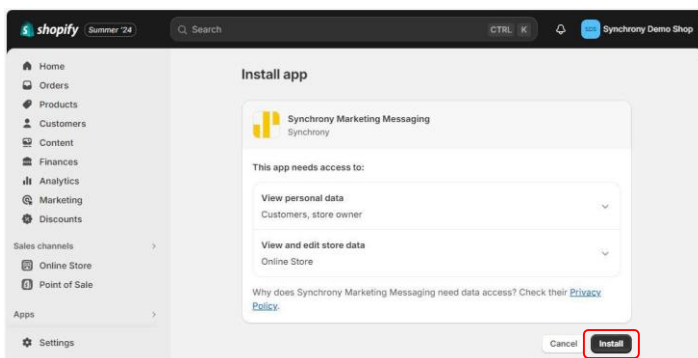 shopify Summer '24
Search
CTRL K
SDS Synchrony Demo Shop
Home
Orders
Products
Customers
Content
Finances
Analytics
Marketing
Discounts
Sales channels
Online Store
Point of Sale
Apps
Settings
Install app
Synchrony Marketing Messaging
Synchrony
This app needs access to:
View personal data
Customers, store owner
View and edit store data
Online Store
Why does Synchrony Marketing Messaging need data access? Check their Privacy
Policy.
Cancel
Install